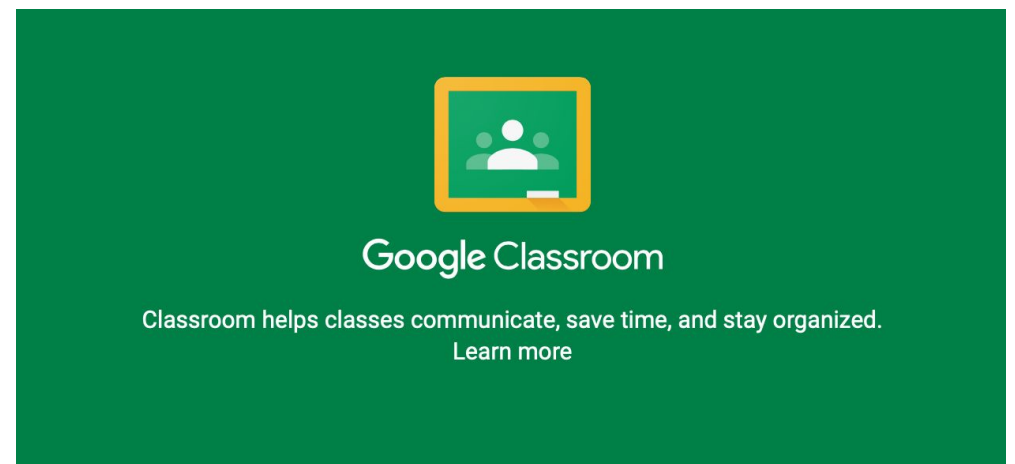 Google Classroom
Classroom helps classes communicate, save time, and stay organized.
Learn more